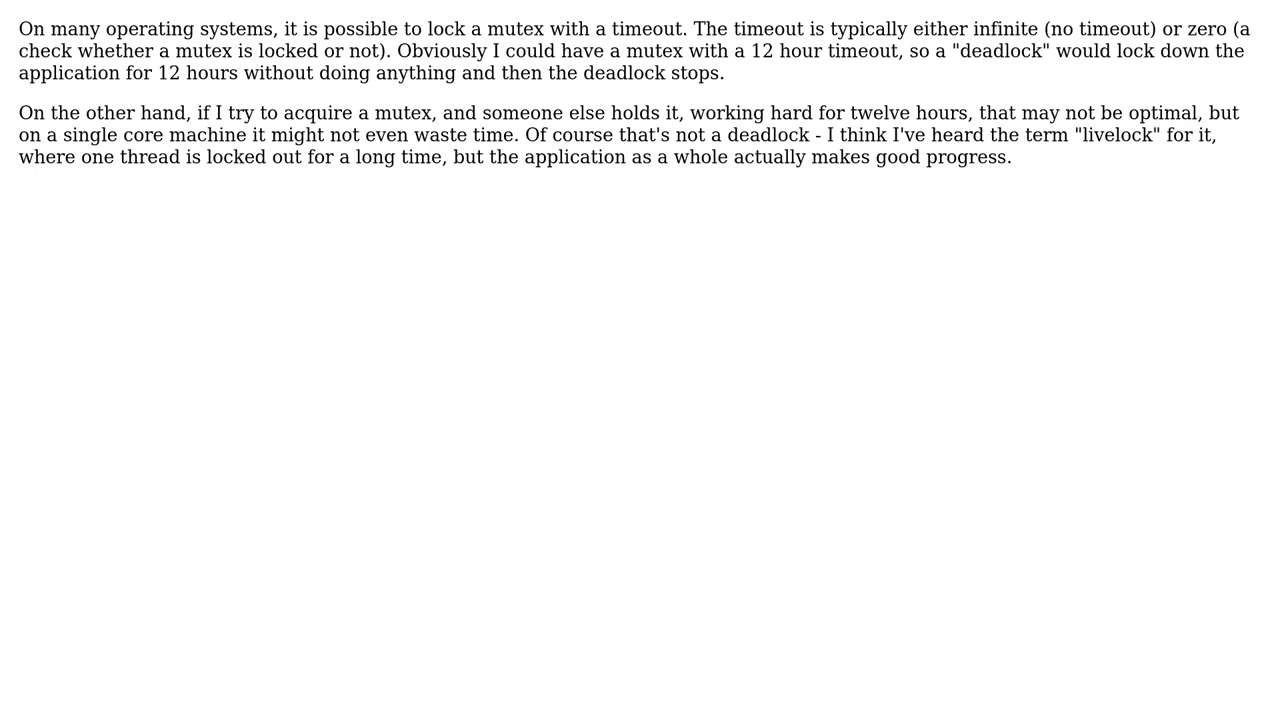 On many operating systems, it is possible to lock a mutex with a timeout. The timeout is typically either infinite (no timeout) or zero (a
check whether a mutex is locked or not). Obviously I could have a mutex with a 12 hour timeout, so a "deadlock" would lock down the
application for 12 hours without doing anything and then the deadlock stops.
On the other hand, if I try to acquire a mutex, and someone else holds it, working hard for twelve hours, that may not be optimal, but
on a single core machine it might not even waste time. Of course that's not a deadlock - I think I've heard the term "livelock" for it,
where one thread is locked out for a long time, but the application as a whole actually makes good progress.